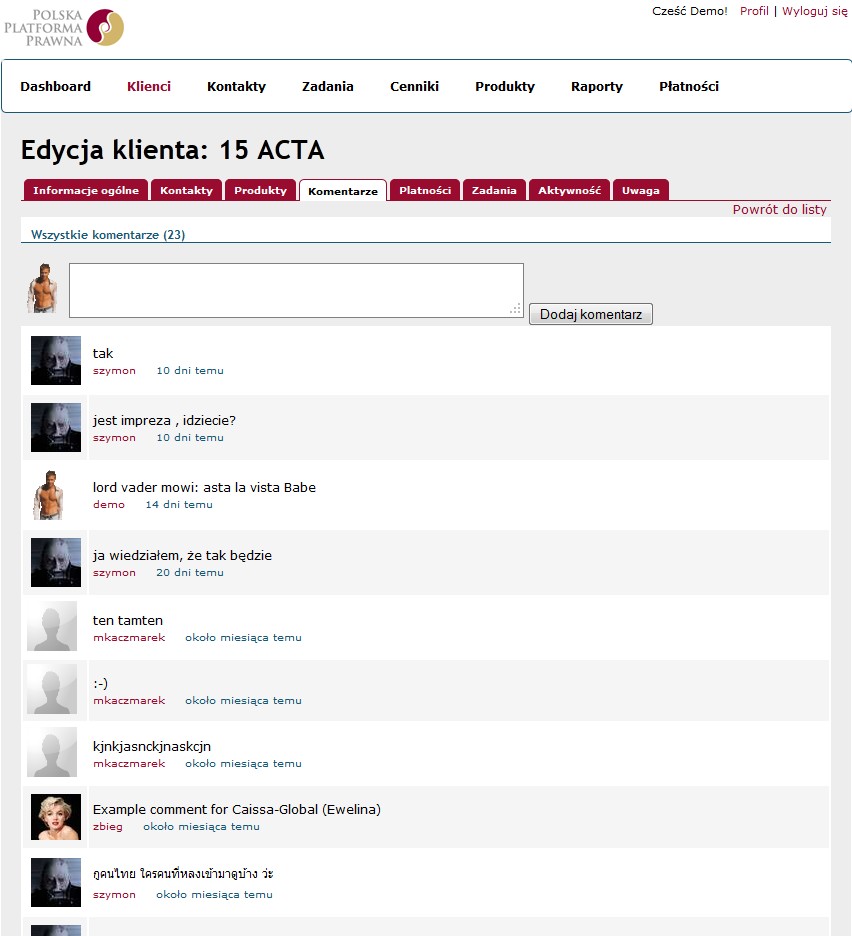 POLSKA
PLATFORMA
PRAWNA
Cześć Demo! Profil | Wyloguj się
Dashboard Klienci Kontakty Zadania Cenniki Produkty Raporty Płatności
Edycja klienta: 15 ACTA
Informacje ogólne Kontakty Produkty Komentarze Płatności Zadania Aktywność Uwaga
Powrót do listy
Wszystkie komentarze (23)
Dodaj komentarz
tak
szymon 10 dni temu
jest impreza , idziecie?
szymon 10 dni temu
lord vader mowi: asta la vista Babe
demo 14 dni temu
ja wiedziałem, że tak będzie
szymon 20 dni temu
ten tamten
mkaczmarek około miesiąca temu
:-)
mkaczmarek około miesiąca temu
kjnkjasnckjnaskcjn
mkaczmarek około miesiąca temu
Example comment for Caissa-Global (Ewelina)
zbieg około miesiąca temu
กูคนไทย ใครคนที่หลงเข้ามาดูบ้าง ว่ะ
szymon około miesiąca temu